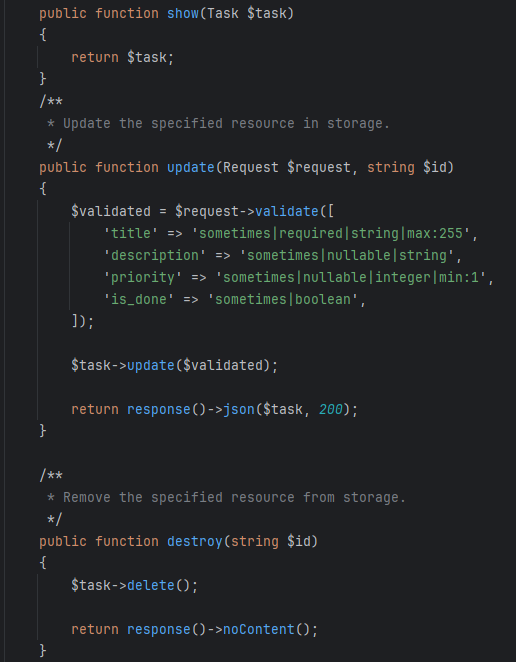 public function show(Task $task)
{
    return $task;
}
/**
 * Update the specified resource in storage.
 */
public function update(Request $request, string $id)
{
    $validated = $request->validate([
        'title' => 'sometimes|required|string|max:255',
        'description' => 'sometimes|nullable|string',
        'priority' => 'sometimes|nullable|integer|min:1',
        'is_done' => 'sometimes|boolean',
    ]);

    $task->update($validated);

    return response()->json($task, 200);
}

/**
 * Remove the specified resource from storage.
 */
public function destroy(string $id)
{
    $task->delete();

    return response()->noContent();
}